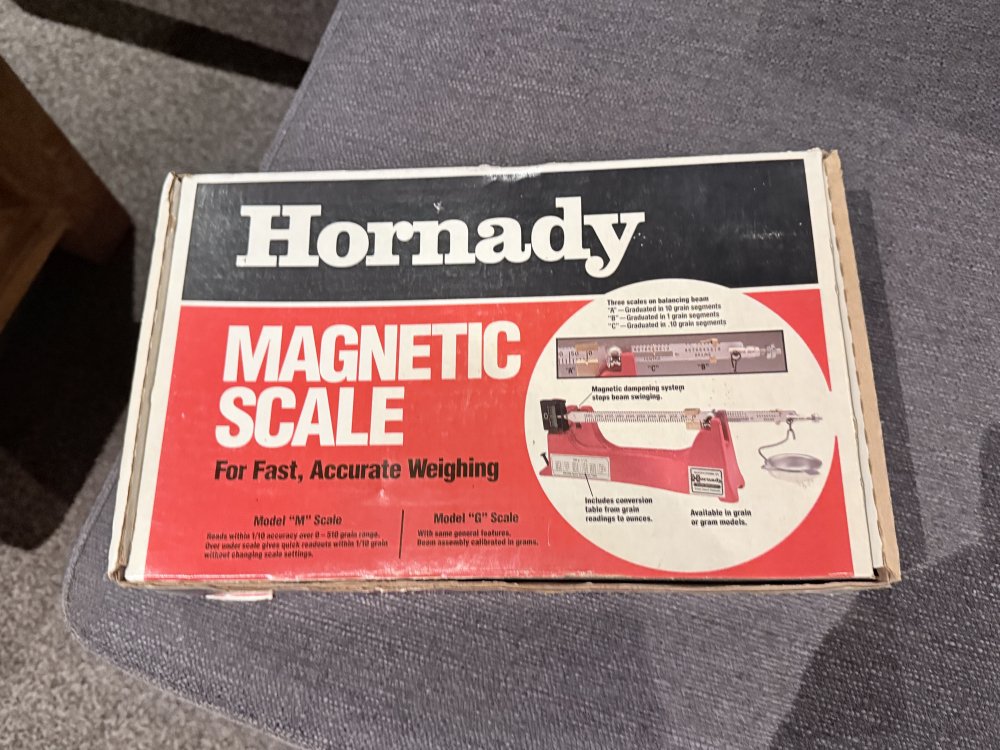 Hornady
MAGNETIC
SCALE
For Fast, Accurate Weighing
Model "M" Scale
Reads within 1/10 accuracy over 0 – 510 grain range.
Over under scale gives quick readouts within 1/10 grain
without changing scale settings.
Model "G" Scale
With same general features.
Beam assembly calibrated in grams.
Three scales on balancing beam
"A" — Graduated in 10 grain segments
"B" — Graduated in 1 grain segments
"C" — Graduated in .10 grain segments
"A"
"C"
"B"
Magnetic dampening system
stops beam swinging.
Hornady
Includes conversion
table from grain
readings to ounces.
Available in grain
or gram models.